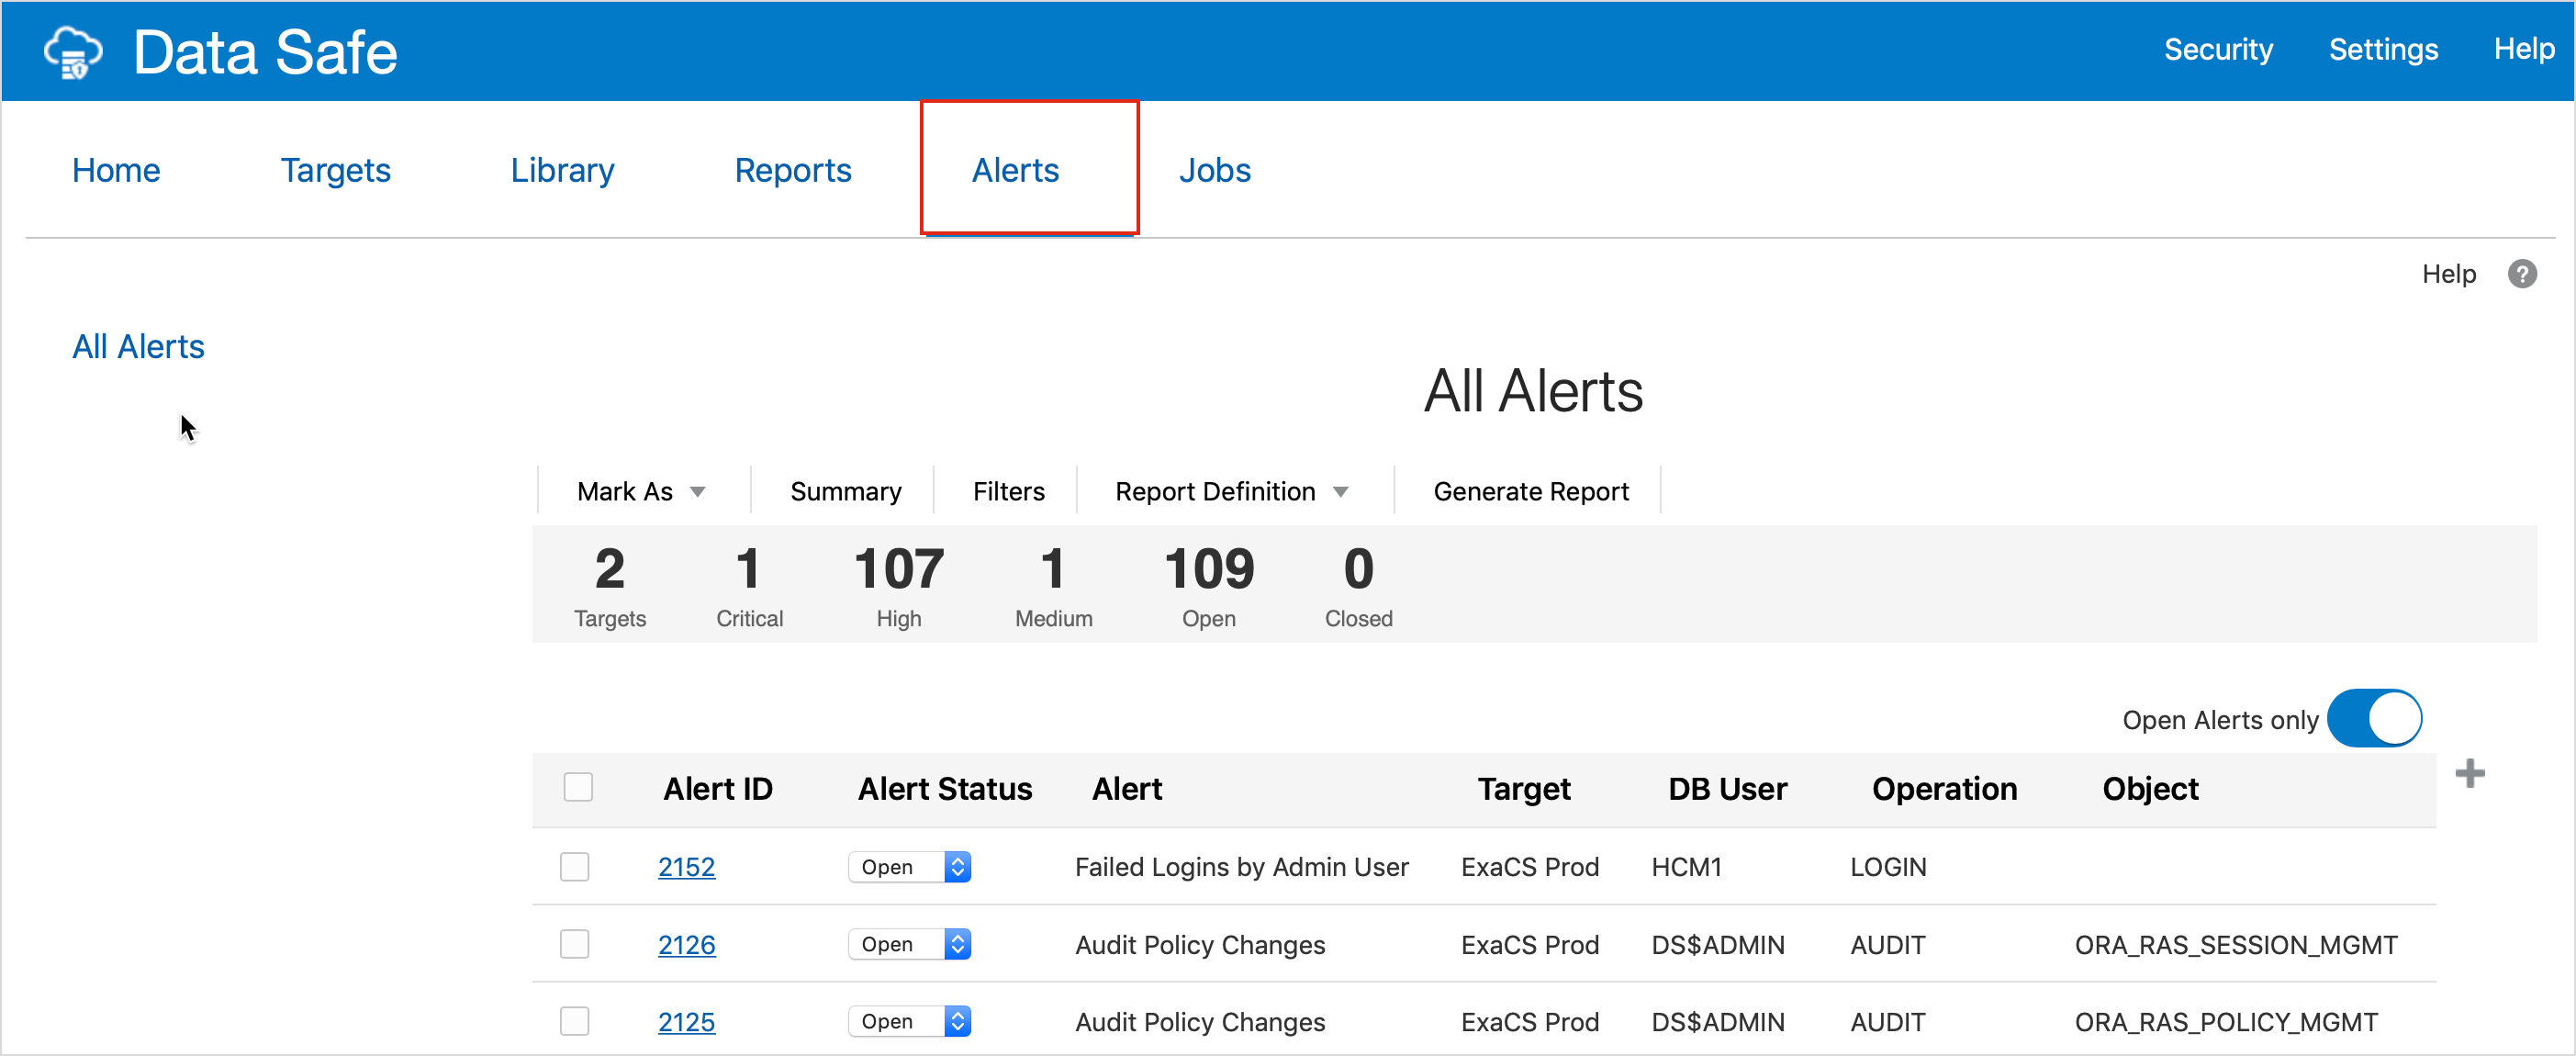 Data Safe Security Settings Help
Home Targets Library Reports Alerts Jobs
Help ?
All Alerts
All Alerts
Mark As Summary Filters Report Definition Generate Report
2 1 107 1 109 0
Targets Critical High Medium Open Closed
Open Alerts only
Alert ID Alert Status Alert Target DB User Operation Object
2152 Open Failed Logins by Admin User ExaCS Prod HCM1 LOGIN
2126 Open Audit Policy Changes ExaCS Prod DS$ADMIN AUDIT ORA_RAS_SESSION_MGMT
2125 Open Audit Policy Changes ExaCS Prod DS$ADMIN AUDIT ORA_RAS_POLICY_MGMT